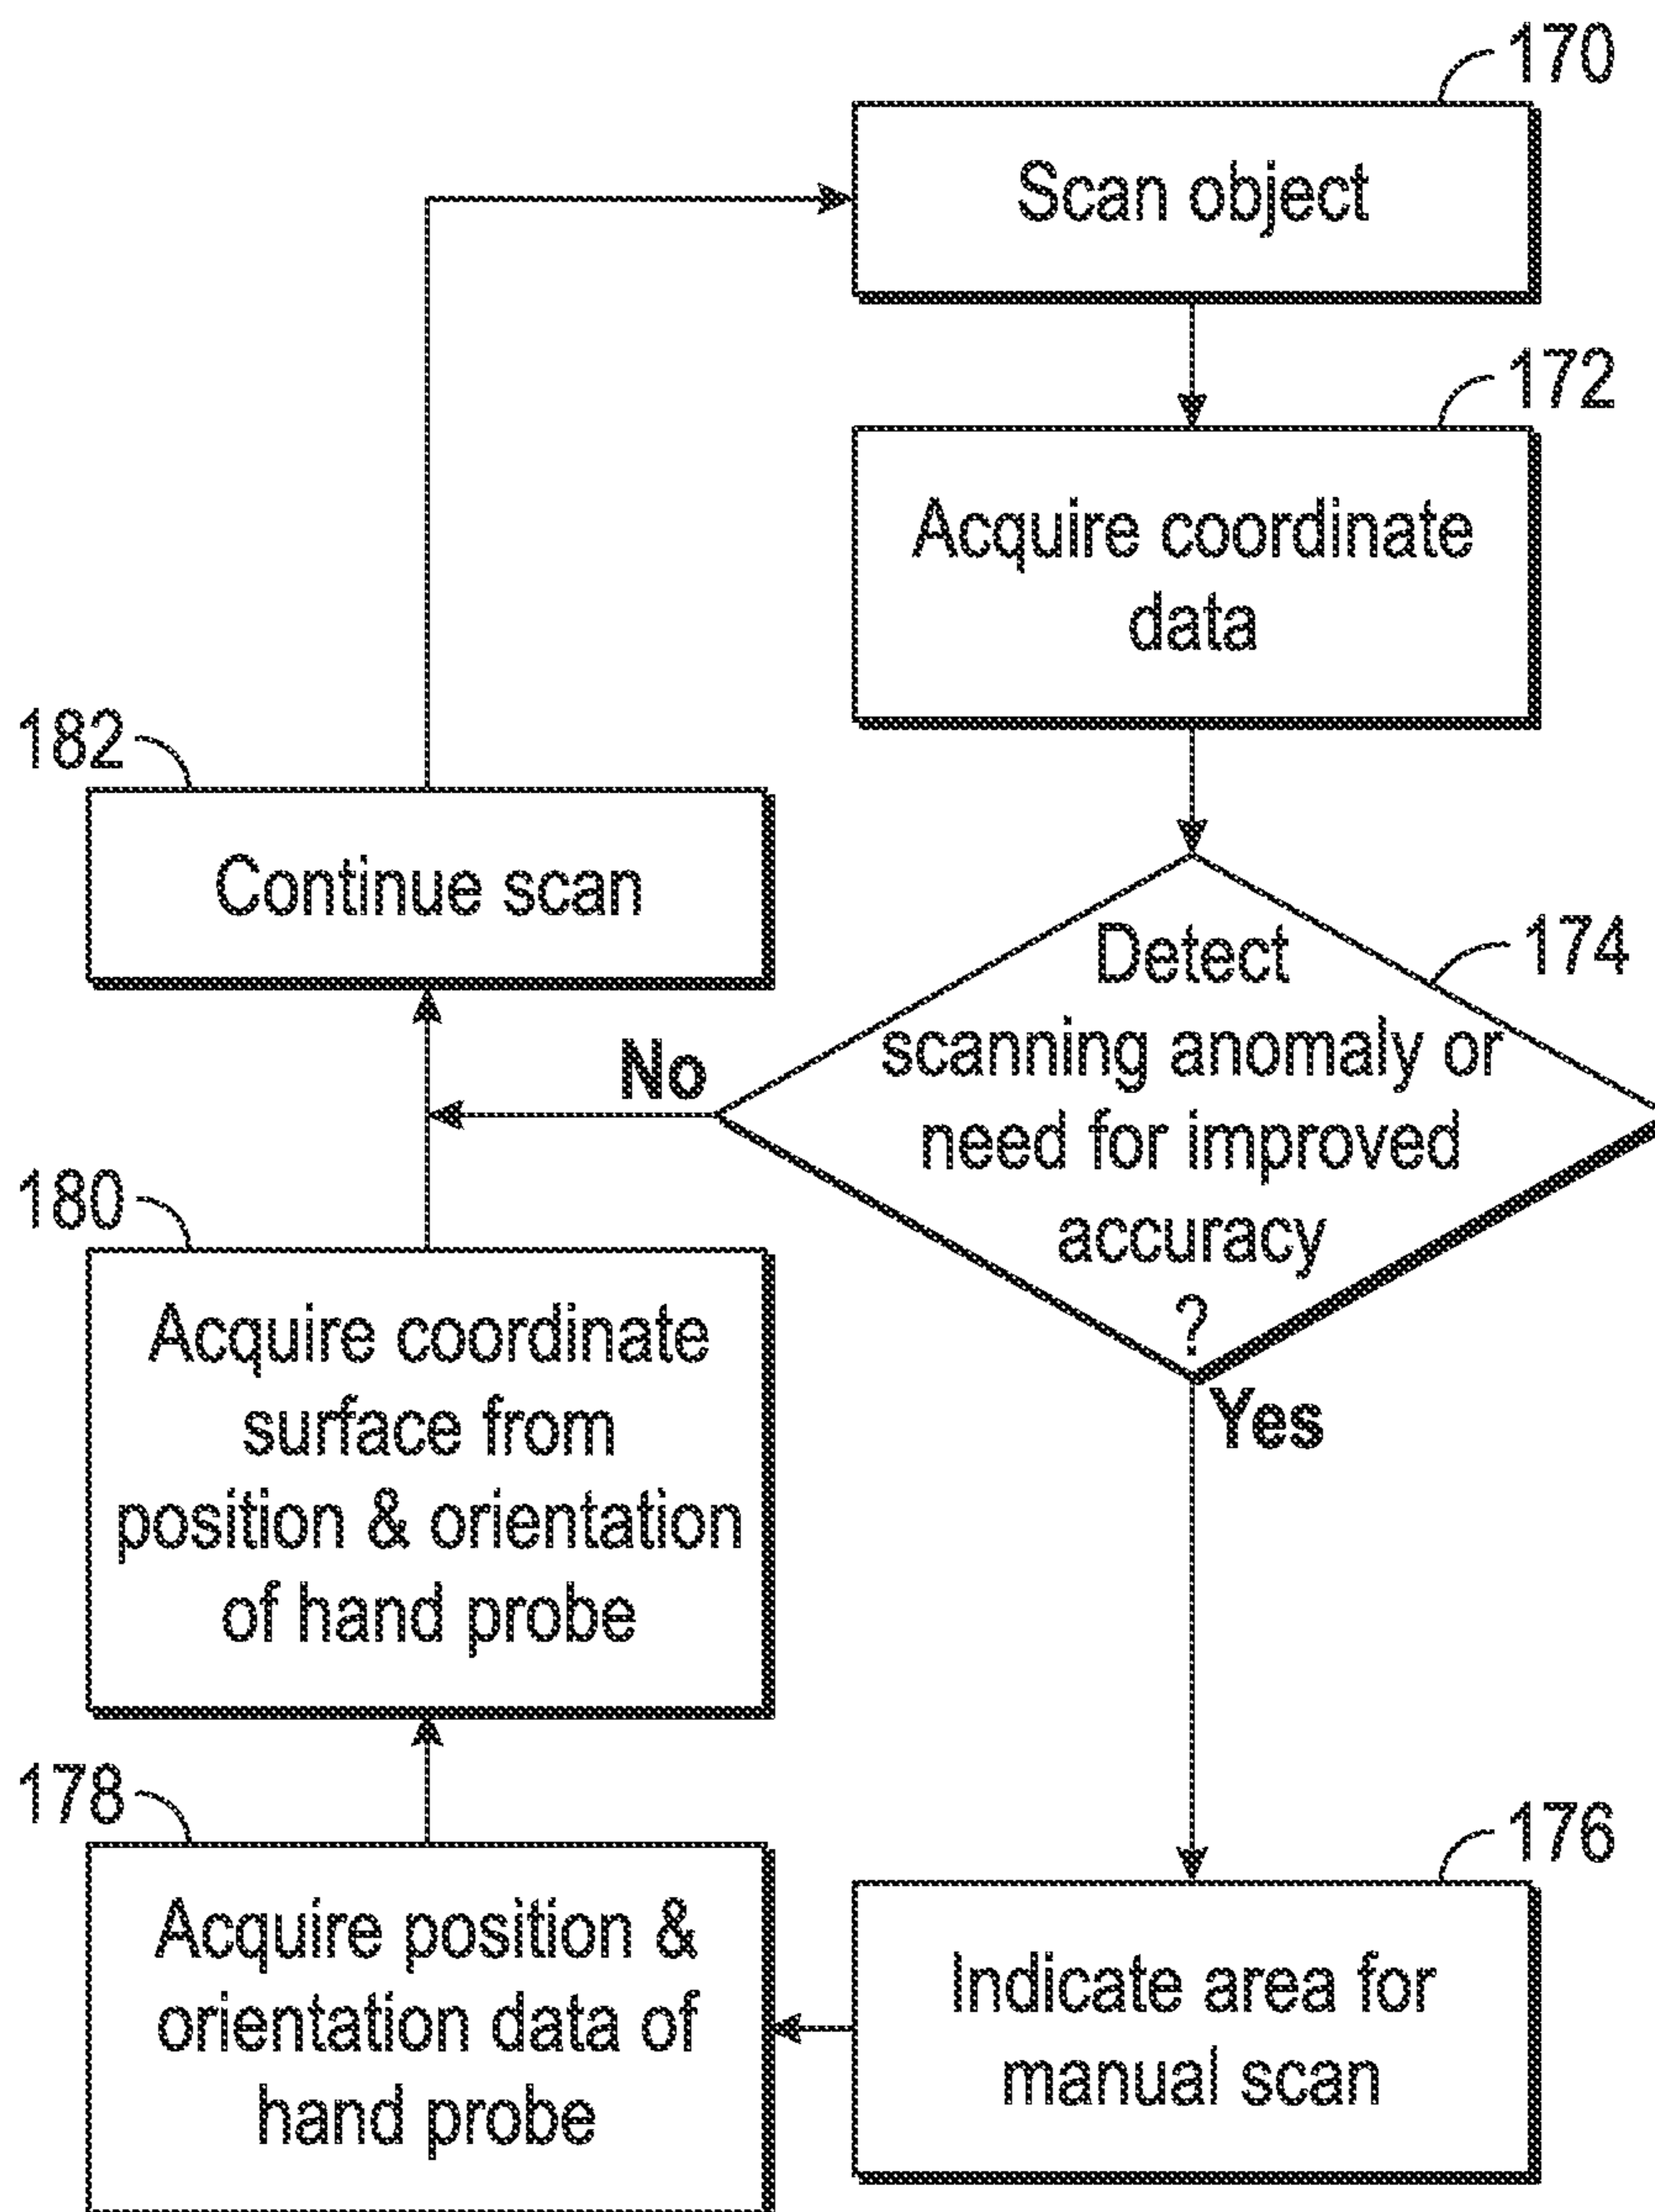 170
Scan object
172
Acquire coordinate
data
182
Continue scan
174
Detect
scanning anomaly or
need for improved
accuracy
?
No
Yes
180
Acquire coordinate
surface from
position & orientation
of hand probe
178
Acquire position &
orientation data of
hand probe
176
Indicate area for
manual scan